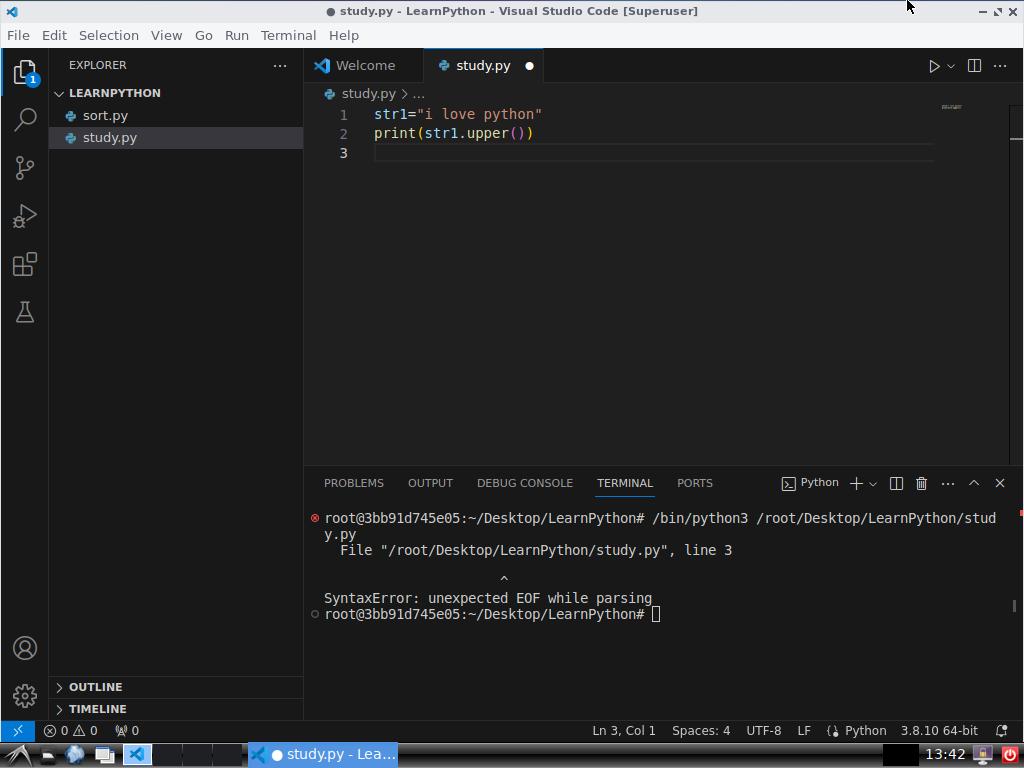 study.py - LearnPython - Visual Studio Code [Superuser]
File Edit Selection View Go Run Terminal Help
EXPLORER
LEARNPYTHON
sort.py
study.py
1
Welcome
study.py
study.py > ...
1 str1="i love python"
2 print(str1.upper())
3
PROBLEMS OUTPUT DEBUG CONSOLE TERMINAL PORTS
Python
root@3bb91d745e05:~/Desktop/LearnPython# /bin/python3 /root/Desktop/LearnPython/stud
y.py
File "/root/Desktop/LearnPython/study.py", line 3
^
SyntaxError: unexpected EOF while parsing
root@3bb91d745e05:~/Desktop/LearnPython#
OUTLINE
TIMELINE
0 0 0
Ln 3, Col 1 Spaces: 4 UTF-8 LF Python 3.8.10 64-bit
study.py - Lea...
13:42